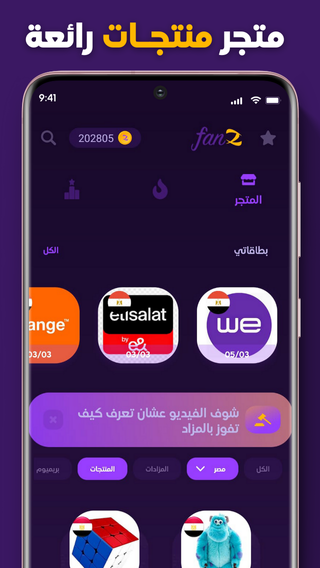 متجر منتجـات رائعة
9:41
202805
fanZ
المتجر
بطاقاتي
الكل
ange™
03/03
etisalat
by e&
03/03
we
05/03
شوف الفيديو عشان تعرف كيف
تفوز بالمزاد
الكل
مصر
المنتجات
المزادات
بريميوم